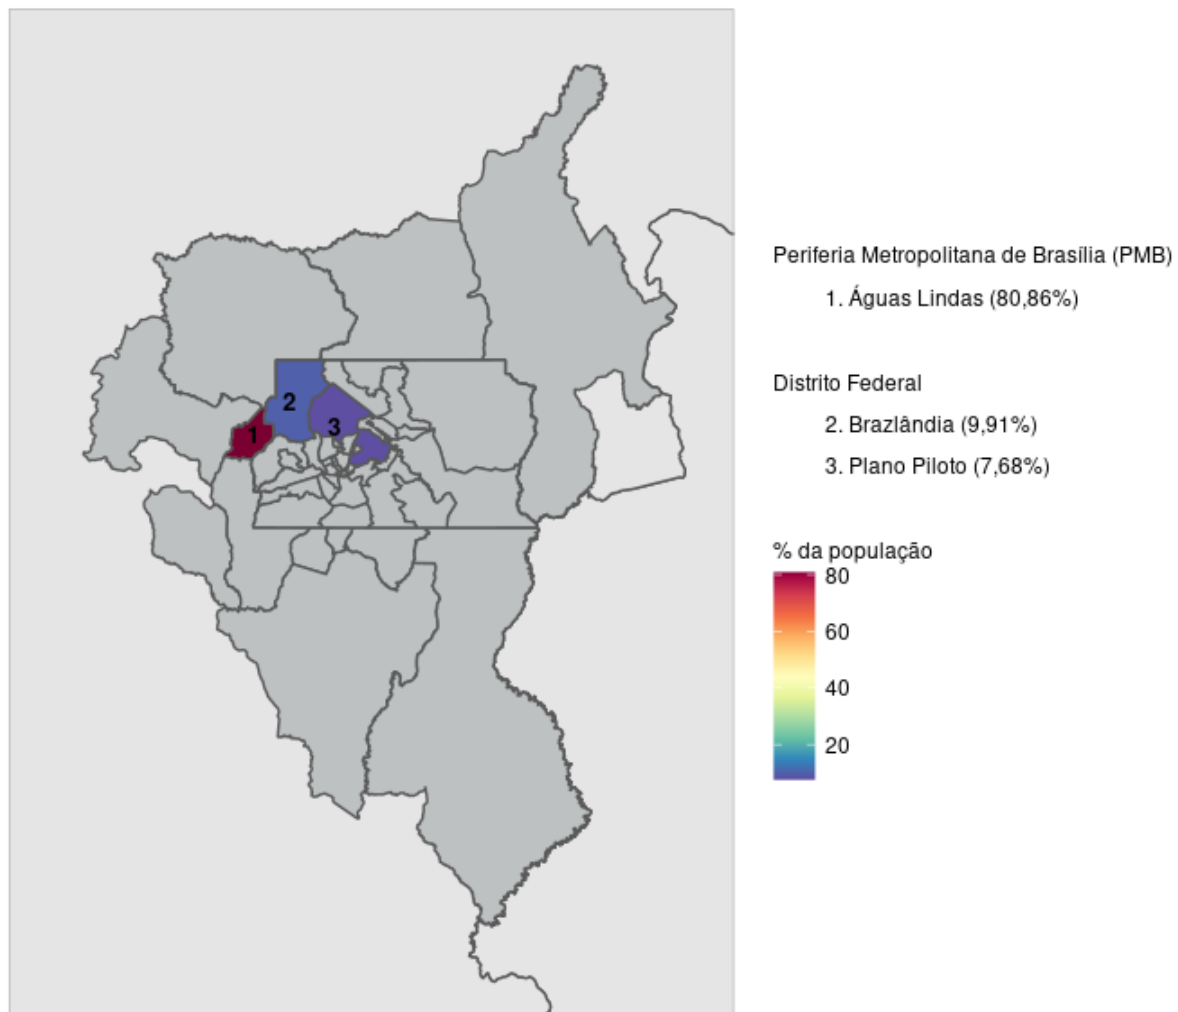 Periferia Metropolitana de Brasília (PMB)
1. Águas Lindas (80,86%)
Distrito Federal
2. Brazlândia (9,91%)
3. Plano Piloto (7,68%)
% da população
80
60
40
20
2
1
3